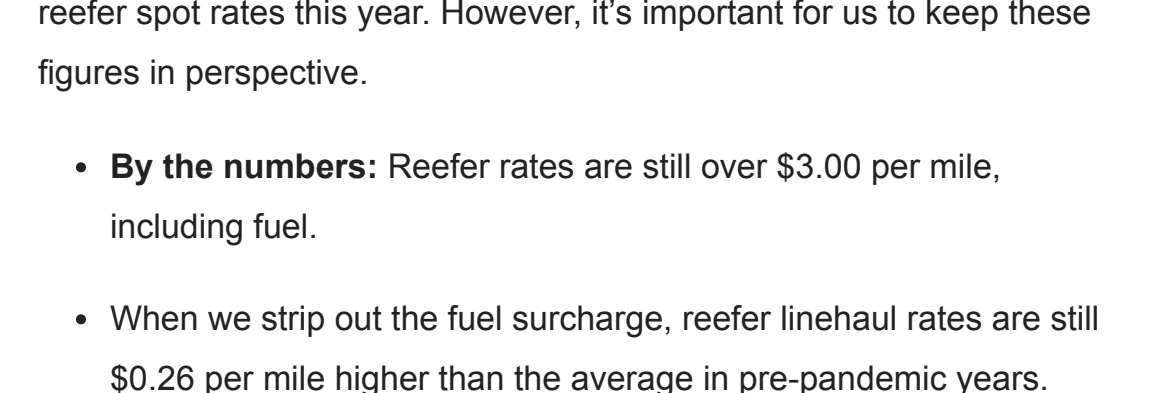 reefer spot rates this year. However, it’s important for us to keep these
figures in perspective.
• By the numbers: Reefer rates are still over $3.00 per mile,
including fuel.
• When we strip out the fuel surcharge, reefer linehaul rates are still
$0.26 per mile higher than the average in pre-pandemic years.